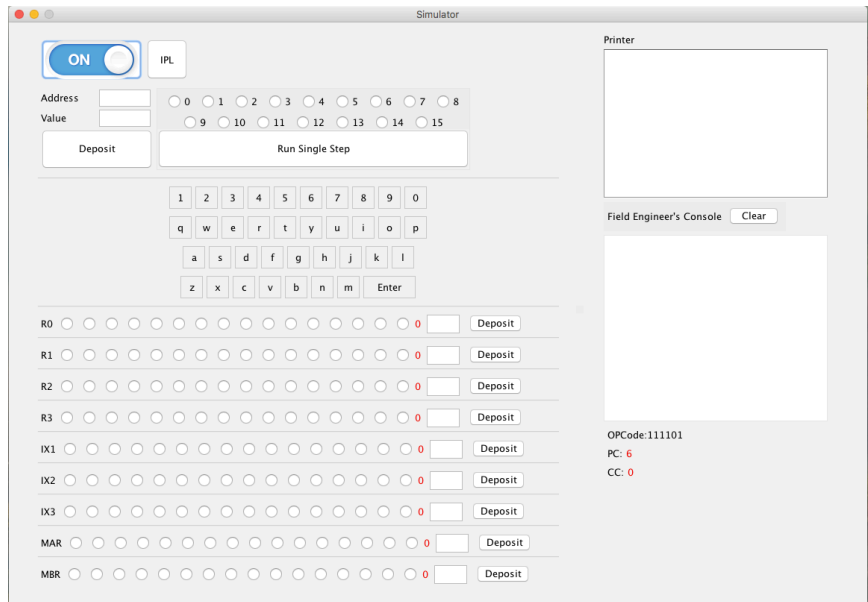 Simulator
ON IPL
Printer
Address 0 1 2 3 4 5 6 7 8
Value 9 10 11 12 13 14 15
Deposit Run Single Step
1 2 3 4 5 6 7 8 9 0
q w e r t y u i o p
a s d f g h j k l
z x c v b n m Enter
R0 0 Deposit
R1 0 Deposit
R2 0 Deposit
R3 0 Deposit
IX1 0 Deposit
IX2 0 Deposit
IX3 0 Deposit
MAR 0 Deposit
MBR 0 Deposit
Field Engineer's Console Clear
OPCode:111101
PC: 6
CC: 0